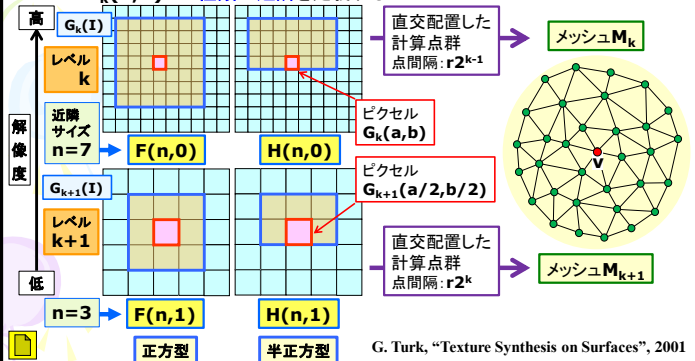 高
G_k(I)
レベル
k
近隣
サイズ
n=7
F(n,0)
H(n,0)
ピクセル
G_k(a,b)
直交配置した
計算点群
点間隔:r2^{k-1}
メッシュM_k
v
解像度
G_{k+1}(I)
レベル
k+1
ピクセル
G_{k+1}(a/2,b/2)
直交配置した
計算点群
点間隔:r2^k
メッシュM_{k+1}
低
n=3
F(n,1)
H(n,1)
正方型
半正方型
G. Turk, "Texture Synthesis on Surfaces", 2001